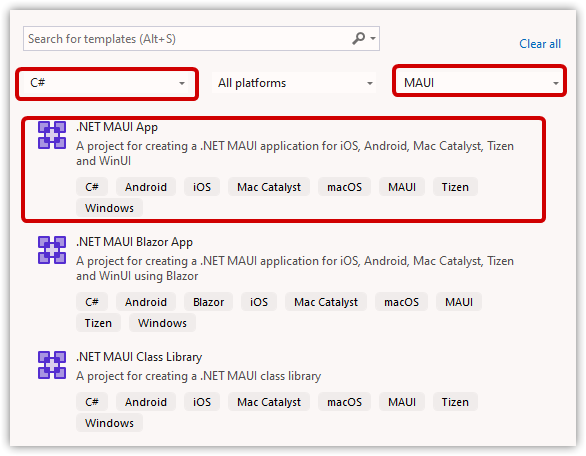 Search for templates (Alt+S)
Clear all
C#
All platforms
MAUI
.NET MAUI App
A project for creating a .NET MAUI application for iOS, Android, Mac Catalyst, Tizen
and WinUI
C# Android iOS Mac Catalyst macOS MAUI Tizen
Windows
.NET MAUI Blazor App
A project for creating a .NET MAUI application for iOS, Android, Mac Catalyst, Tizen
and WinUI using Blazor
C# Android Blazor iOS Mac Catalyst macOS MAUI
Tizen Windows
.NET MAUI Class Library
A project for creating a .NET MAUI class library
C# Android iOS Mac Catalyst macOS MAUI Tizen
Windows